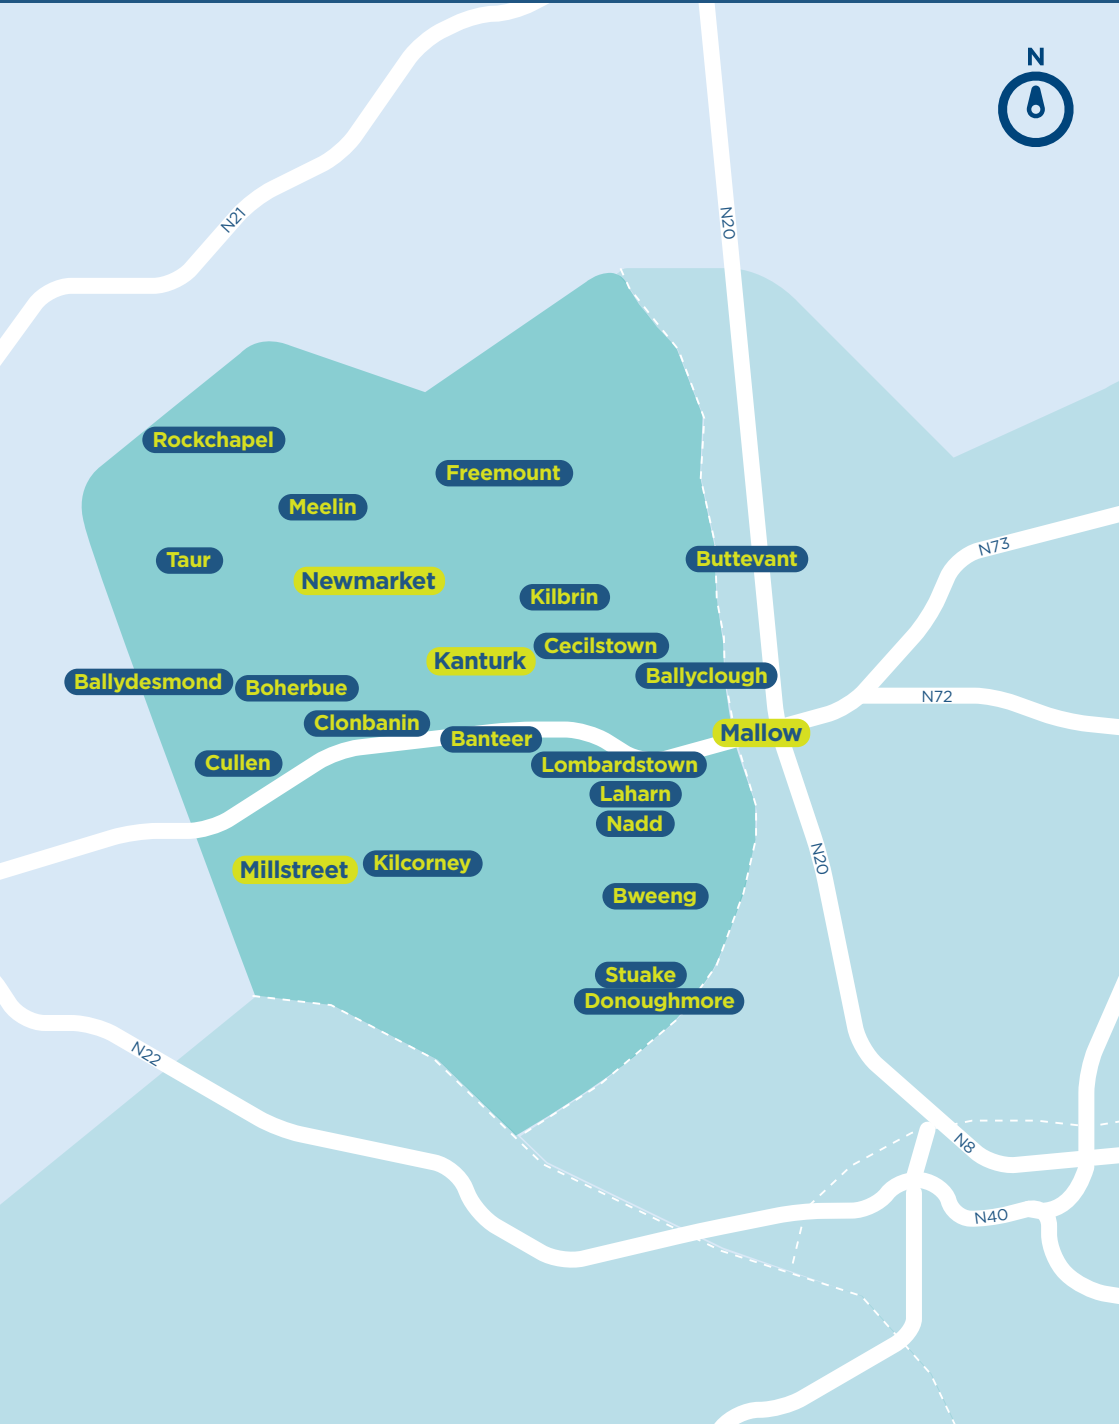 N
N21
N20
Rockchapel
Freemount
Meelin
Taur
Buttevant
N73
Newmarket
Kilbrin
Cecilstown
Kanturk
Ballyclough
Ballydesmond
Boherbue
N72
Clonbanin
Mallow
Banteer
Cullen
Lombardstown
Laharn
Nadd
Millstreet
Kilcorney
N20
Bweeng
Stuake
Donoughmore
N22
N8
N40